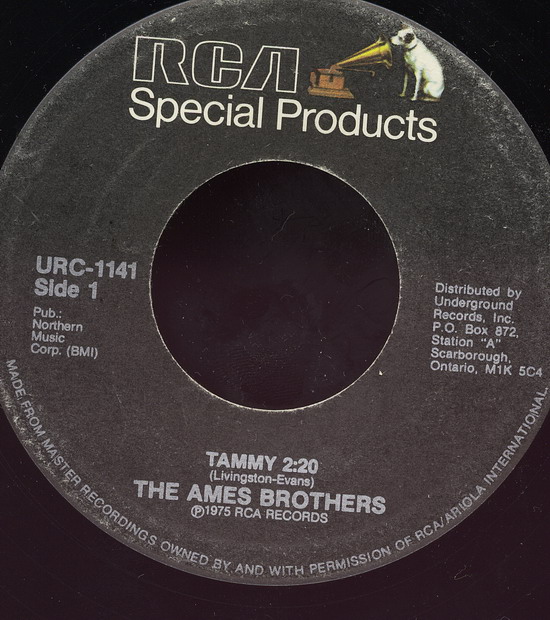 RCA
Special Products
URC-1141
Side 1
Pub.:
Northern
Music
Corp. (BMI)
Distributed by
Underground
Records, Inc.
P.O. Box 872,
Station "A"
Scarborough,
Ontario, M1K 5C4
TAMMY 2:20
(Livingston-Evans)
THE AMES BROTHERS
Ⓟ1975 RCA RECORDS
MADE FROM MASTER RECORDINGS OWNED BY AND WITH PERMISSION OF RCA/ARIOLA INTERNATIONAL.